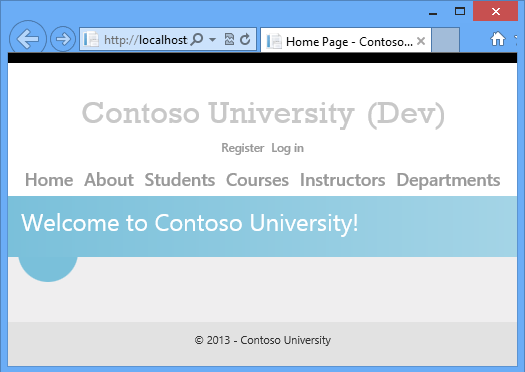 http://localhost
Home Page - Contoso...
Contoso University (Dev)
Register Log in
Home About Students Courses Instructors Departments
Welcome to Contoso University!
© 2013 - Contoso University